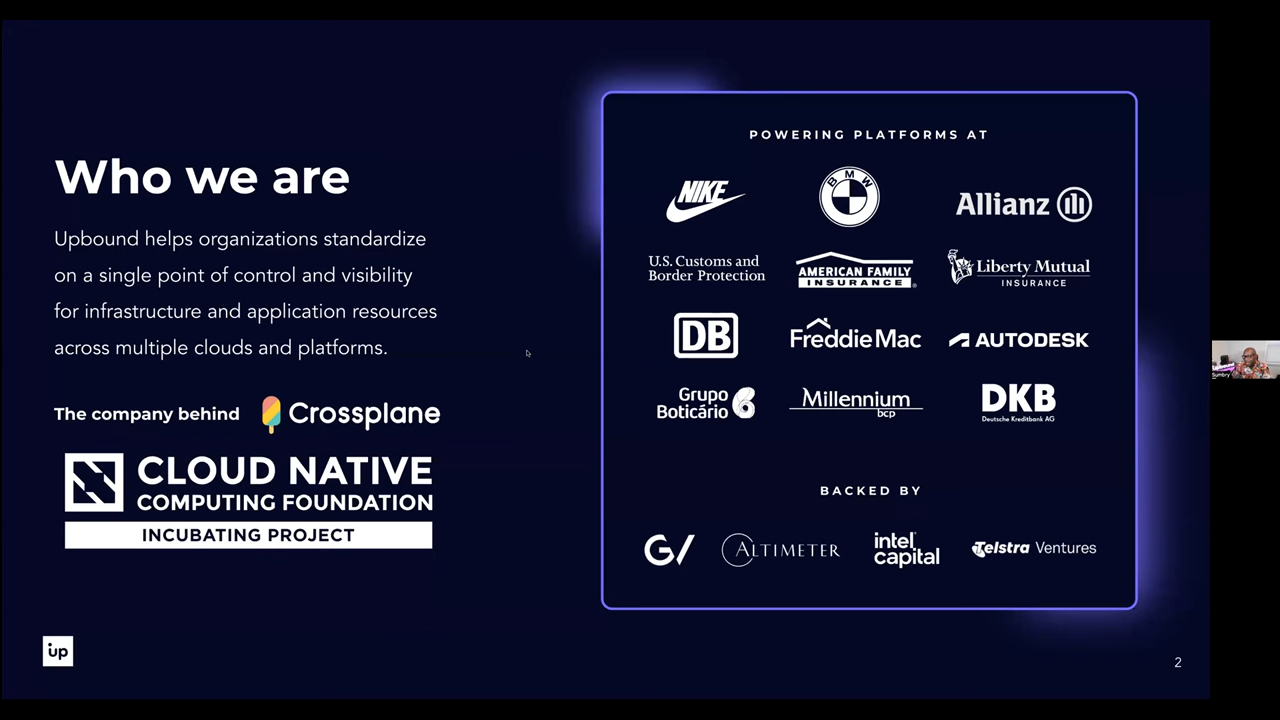 Who we are
Upbound helps organizations standardize
on a single point of control and visibility
for infrastructure and application resources
across multiple clouds and platforms.
The company behind Crossplane
CLOUD NATIVE
COMPUTING FOUNDATION
INCUBATING PROJECT
up
POWERING PLATFORMS AT
NIKE
BMW
Allianz
U.S. Customs and
Border Protection
AMERICAN FAMILY
INSURANCE®
Liberty Mutual
INSURANCE
DB
FreddieMac
AUTODESK
Grupo
Boticário
Millennium
bcp
DKB
Deutsche Kreditbank AG
BACKED BY
GV
ALTIMETER
intel
capital
Telstra Ventures
2
Sumbry